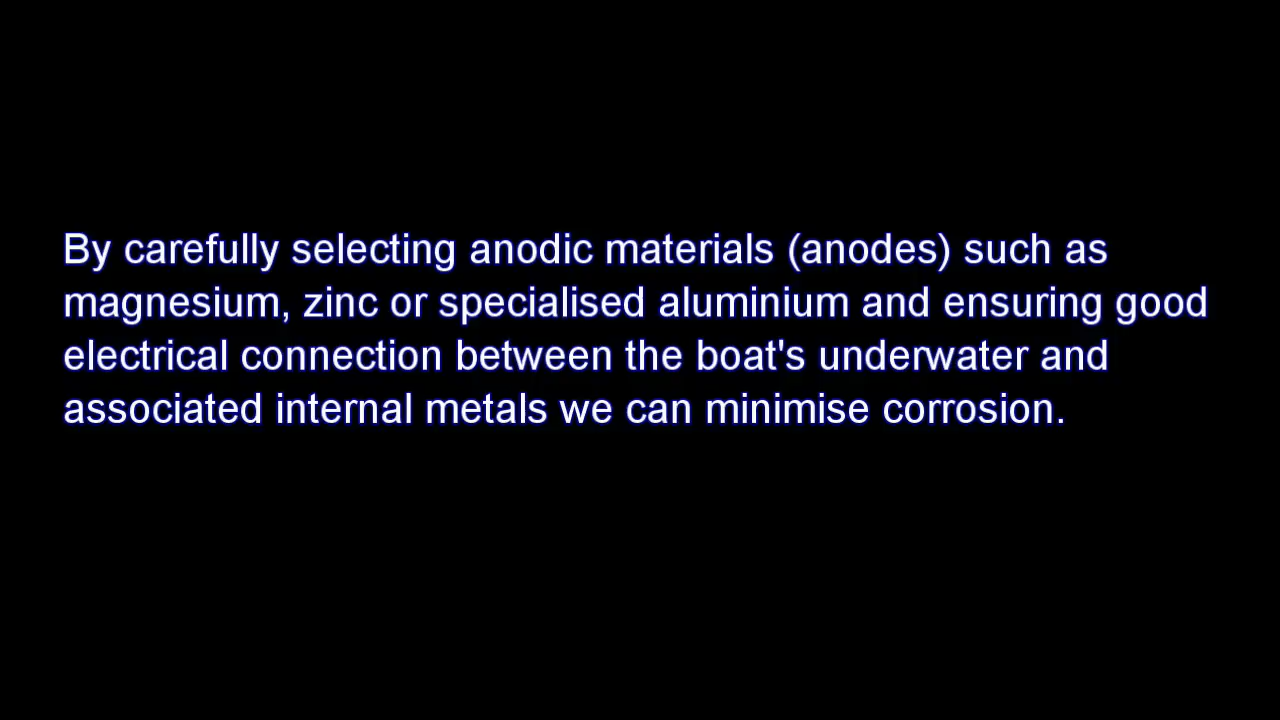 By carefully selecting anodic materials (anodes) such as
magnesium, zinc or specialised aluminium and ensuring good
electrical connection between the boat's underwater and
associated internal metals we can minimise corrosion.